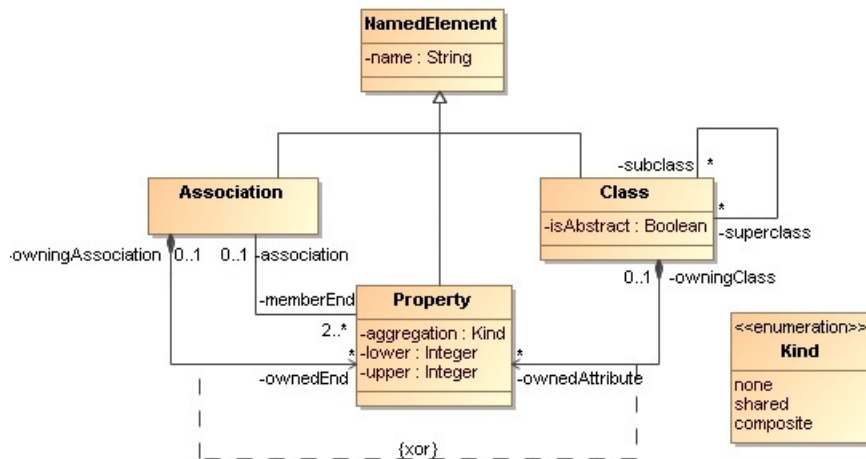 NamedElement
-name : String
-subclass *
Association
Class
*
-isAbstract : Boolean
-superclass
-owningAssociation 0..1 0..1 -association
0..1 -owningClass
-memberEnd
Property
2..*
-aggregation : Kind
-lower : Integer
-upper : Integer
* *
-ownedEnd
-ownedAttribute
<<enumeration>>
Kind
none
shared
composite
{xor}